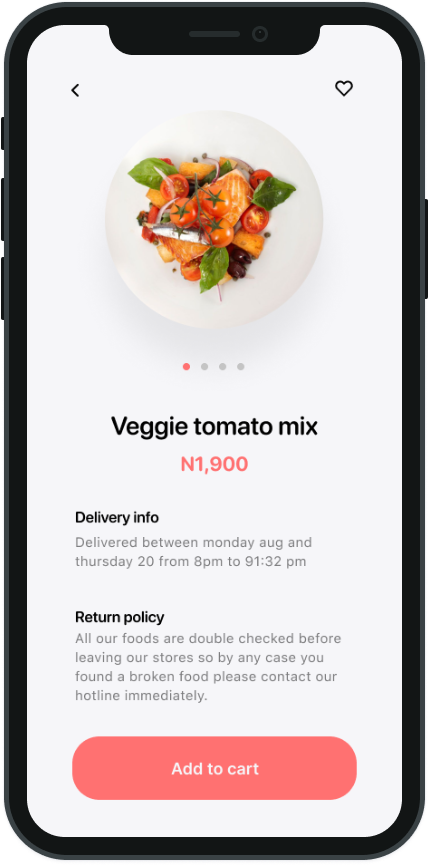 Veggie tomato mix
N1,900
Delivery info
Delivered between monday aug and
thursday 20 from 8pm to 91:32 pm
Return policy
All our foods are double checked before
leaving our stores so by any case you
found a broken food please contact our
hotline immediately.
Add to cart